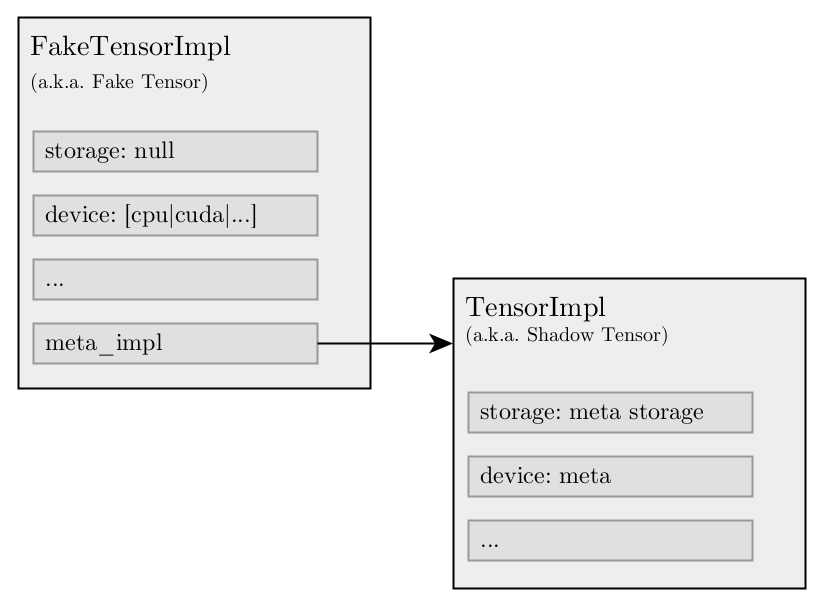 FakeTensorImpl
(a.k.a. Fake Tensor)
storage: null
device: [cpu|cuda|...]
...
meta_impl
TensorImpl
(a.k.a. Shadow Tensor)
storage: meta storage
device: meta
...